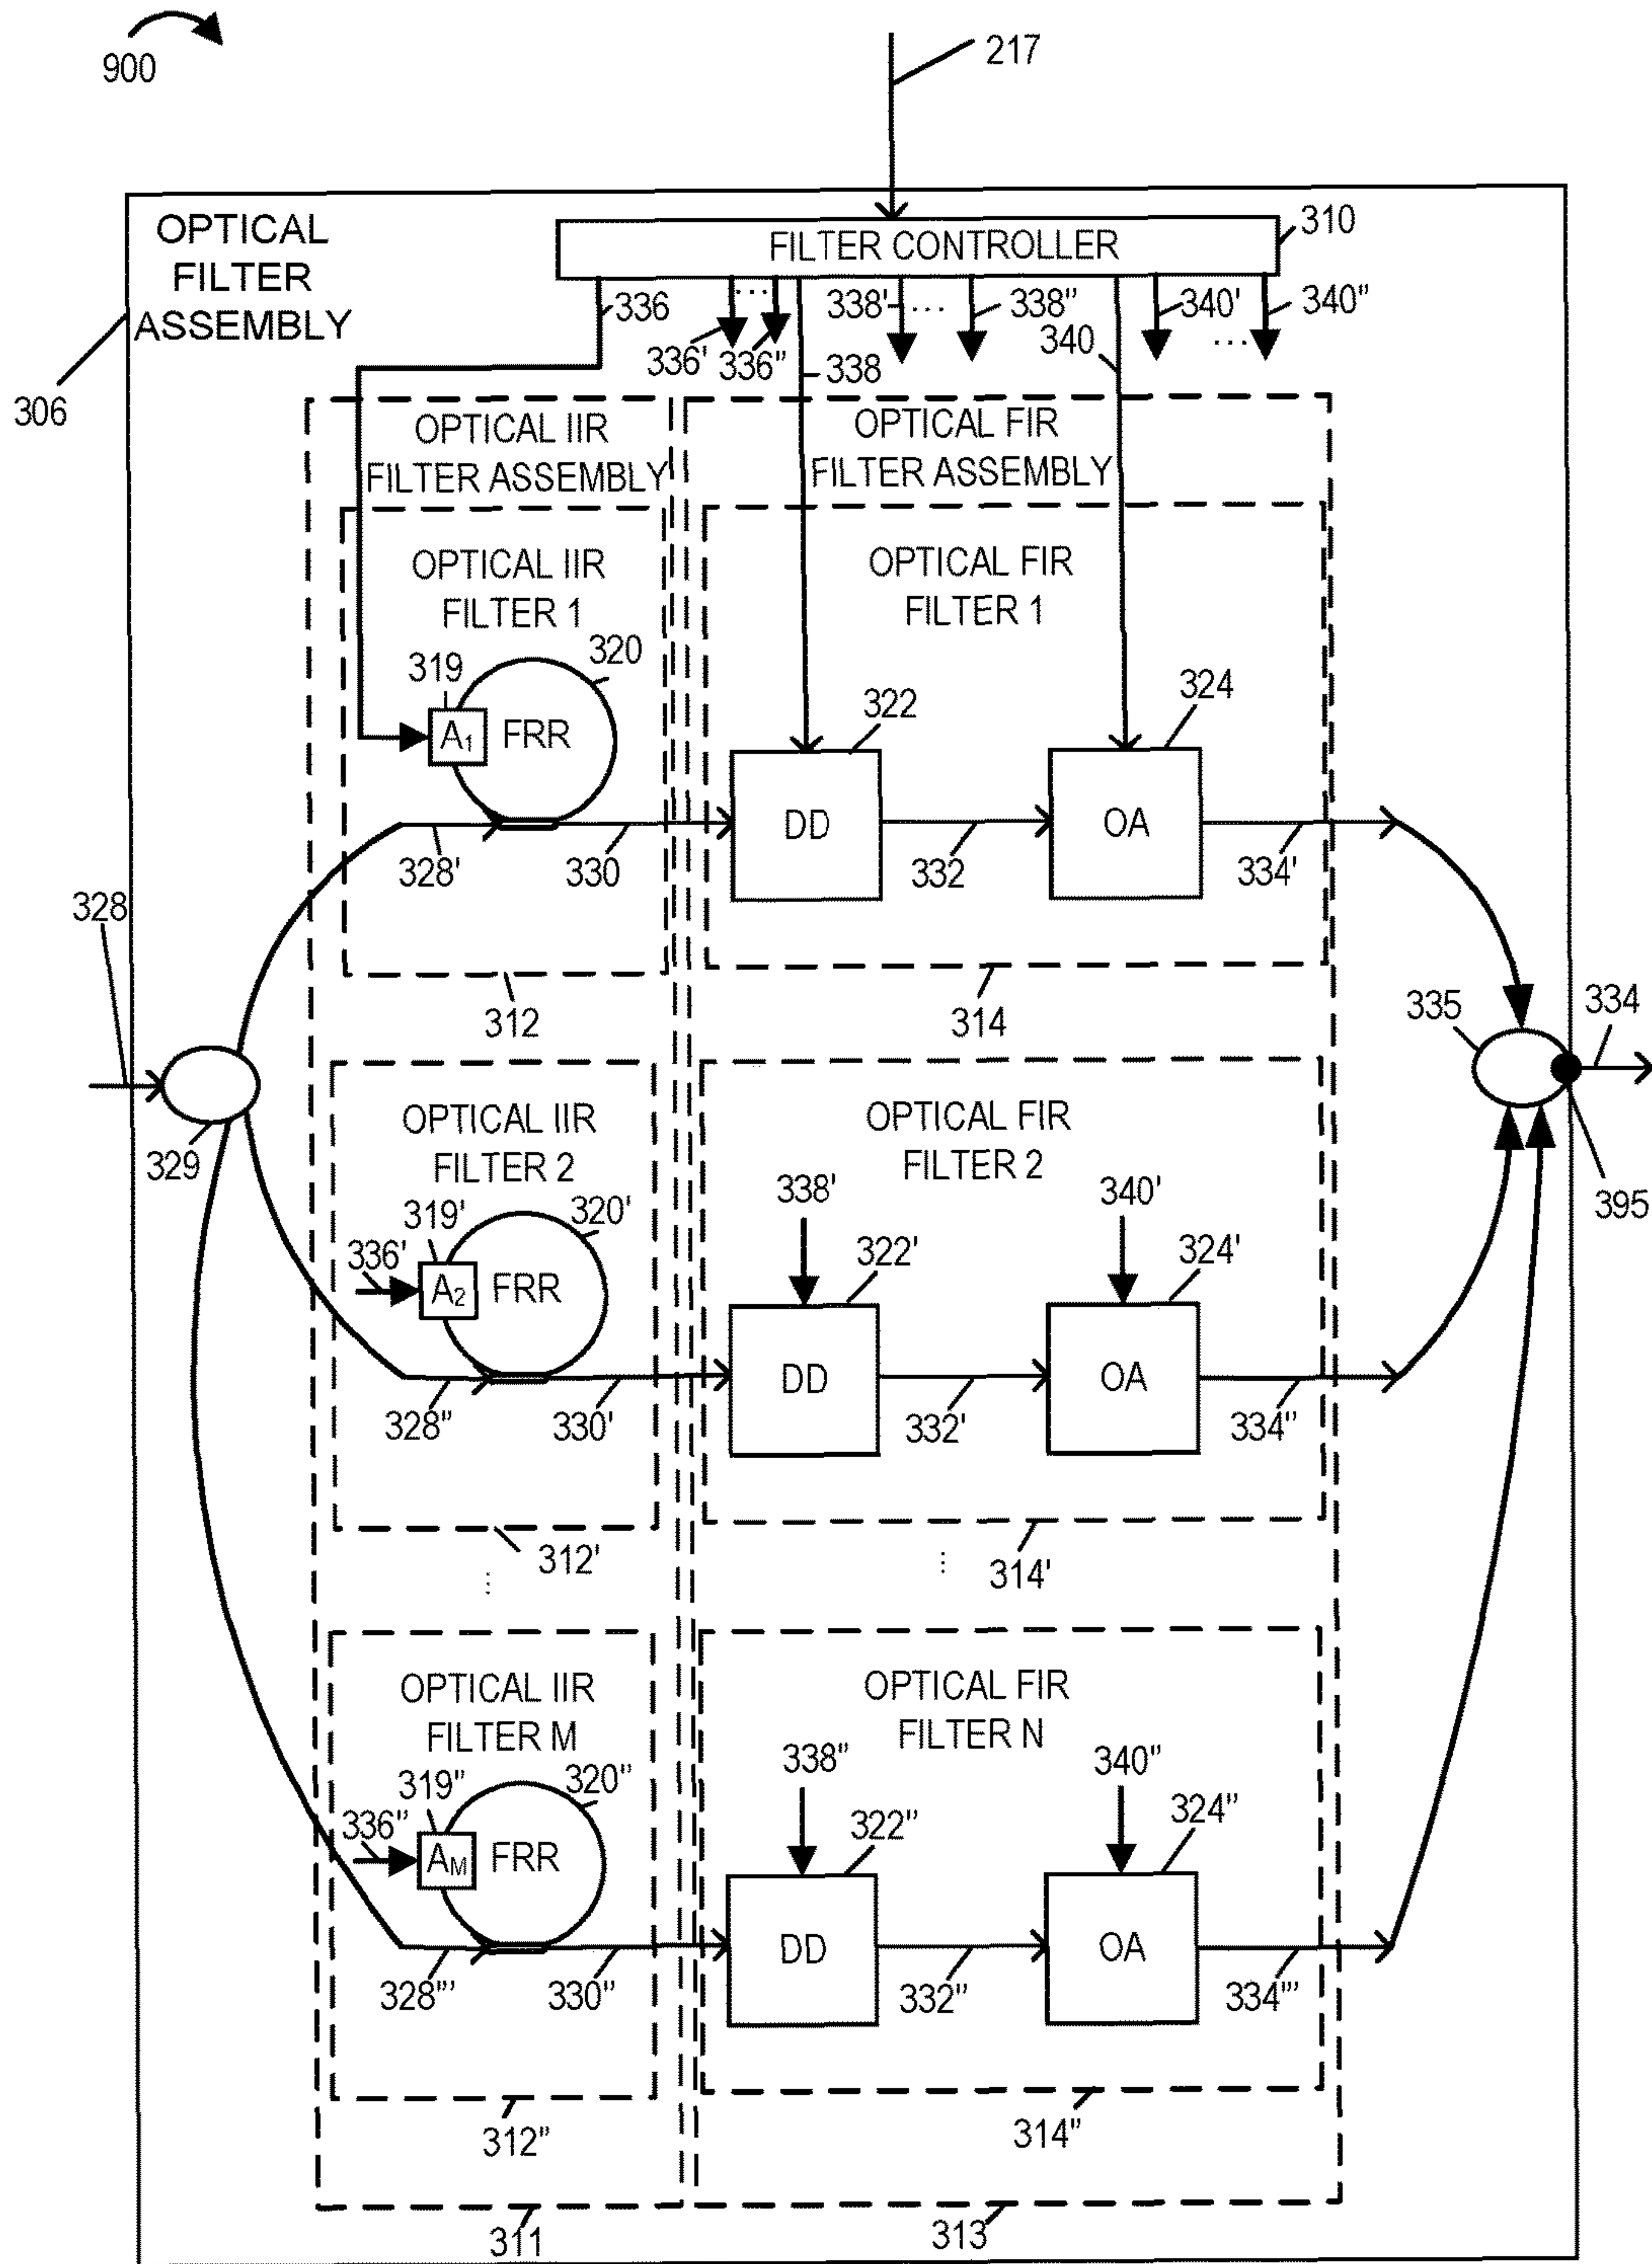 900
217
OPTICAL
FILTER
ASSEMBLY
FILTER CONTROLLER
310
336
...
338'
...
338"
340'
340"
336'
336"
338
340
...
306
OPTICAL IIR
FILTER ASSEMBLY
OPTICAL FIR
FILTER ASSEMBLY
OPTICAL IIR
FILTER 1
OPTICAL FIR
FILTER 1
319
320
A1
FRR
322
324
DD
OA
328'
330
332
334'
328
312
314
335
334
329
395
OPTICAL IIR
FILTER 2
OPTICAL FIR
FILTER 2
319'
320'
336'
A2
FRR
338'
340'
322'
324'
DD
OA
328"
330'
332'
334"
312'
...
...
314'
OPTICAL IIR
FILTER M
OPTICAL FIR
FILTER N
319"
320"
336"
AM
FRR
338"
340"
322"
324"
DD
OA
328"'
330"
332"
334"'
312"
314"
311
313